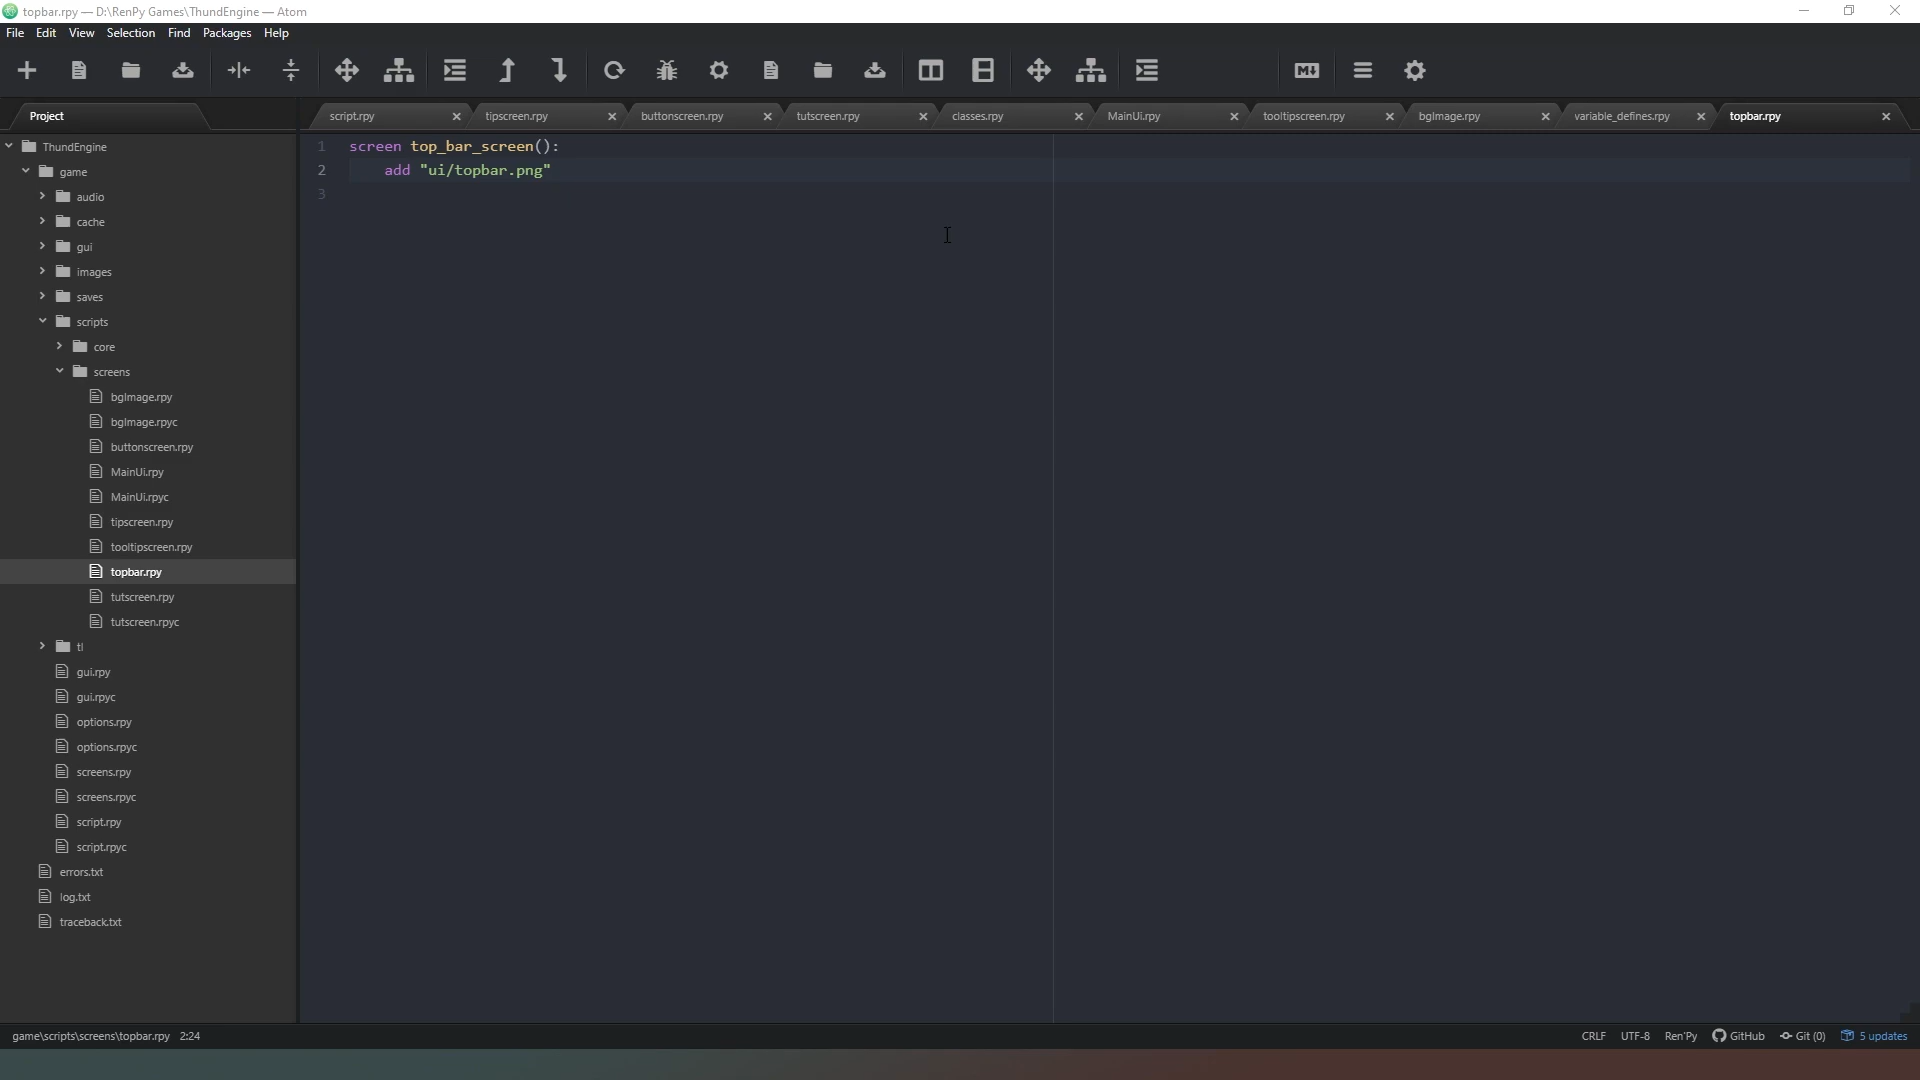 topbar.rpy — D:\RenPy Games\ThundEngine — Atom
File Edit View Selection Find Packages Help
M↓
Project
script.rpy
tipscreen.rpy
buttonscreen.rpy
tutscreen.rpy
classes.rpy
MainUi.rpy
tooltipscreen.rpy
bgImage.rpy
variable_defines.rpy
topbar.rpy
ThundEngine
game
audio
cache
gui
images
saves
scripts
core
screens
bgImage.rpy
bgImage.rpyc
buttonscreen.rpy
MainUi.rpy
MainUi.rpyc
tipscreen.rpy
tooltipscreen.rpy
topbar.rpy
tutscreen.rpy
tutscreen.rpyc
tl
gui.rpy
gui.rpyc
options.rpy
options.rpyc
screens.rpy
screens.rpyc
script.rpy
script.rpyc
errors.txt
log.txt
traceback.txt
1 screen top_bar_screen():
2 add "ui/topbar.png"
3
game\scripts\screens\topbar.rpy 2:24
CRLF UTF-8 Ren'Py GitHub Git (0) 5 updates